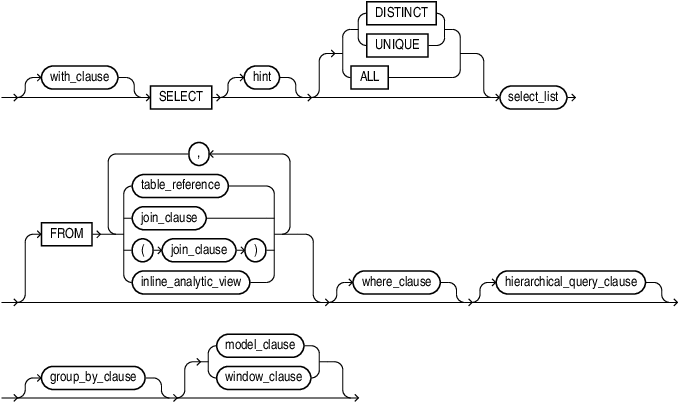 DISTINCT
UNIQUE
with_clause hint ALL
SELECT select_list
,
table_reference
FROM join_clause
( join_clause )
inline_analytic_view where_clause hierarchical_query_clause
model_clause
group_by_clause window_clause